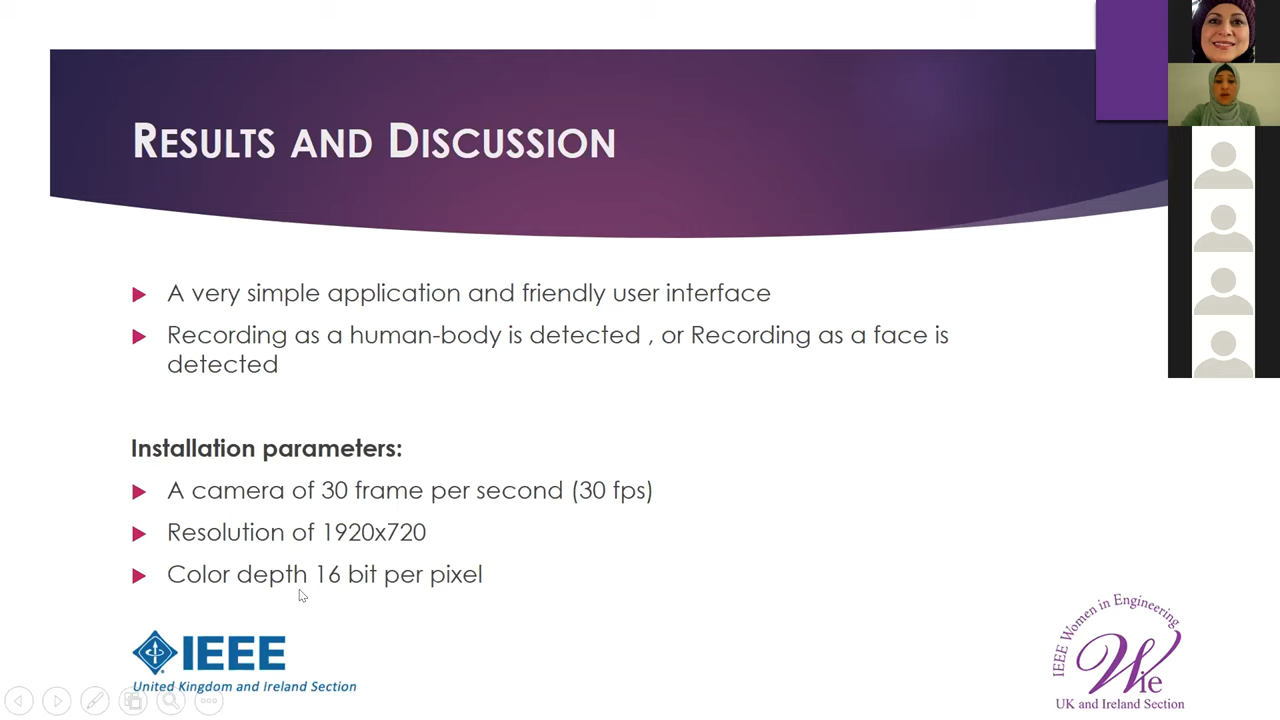 RESULTS AND DISCUSSION
A very simple application and friendly user interface
Recording as a human-body is detected , or Recording as a face is
detected
Installation parameters:
A camera of 30 frame per second (30 fps)
Resolution of 1920x720
Color depth 16 bit per pixel
IEEE
United Kingdom and Ireland Section
IEEE Women in Engineering
Wie
UK and Ireland Section